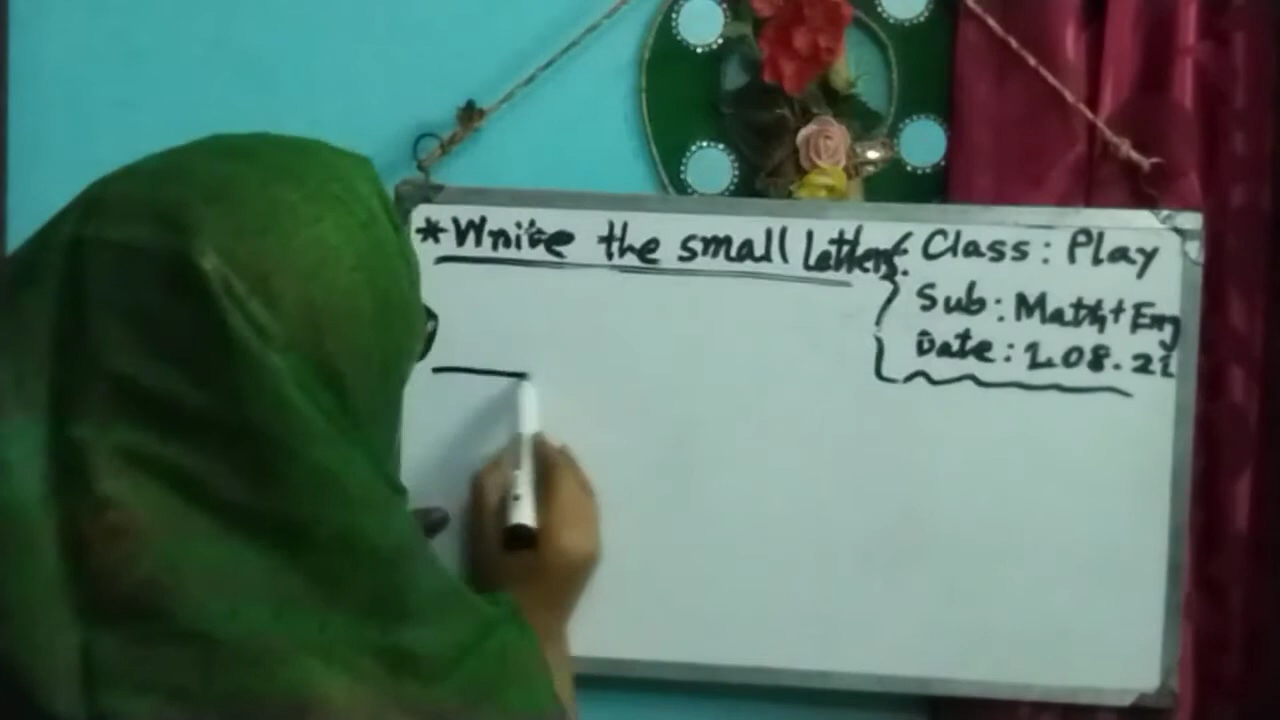 *Write the small letters.
Class: Play
Sub: Math+Eng
Date: 1.08.21